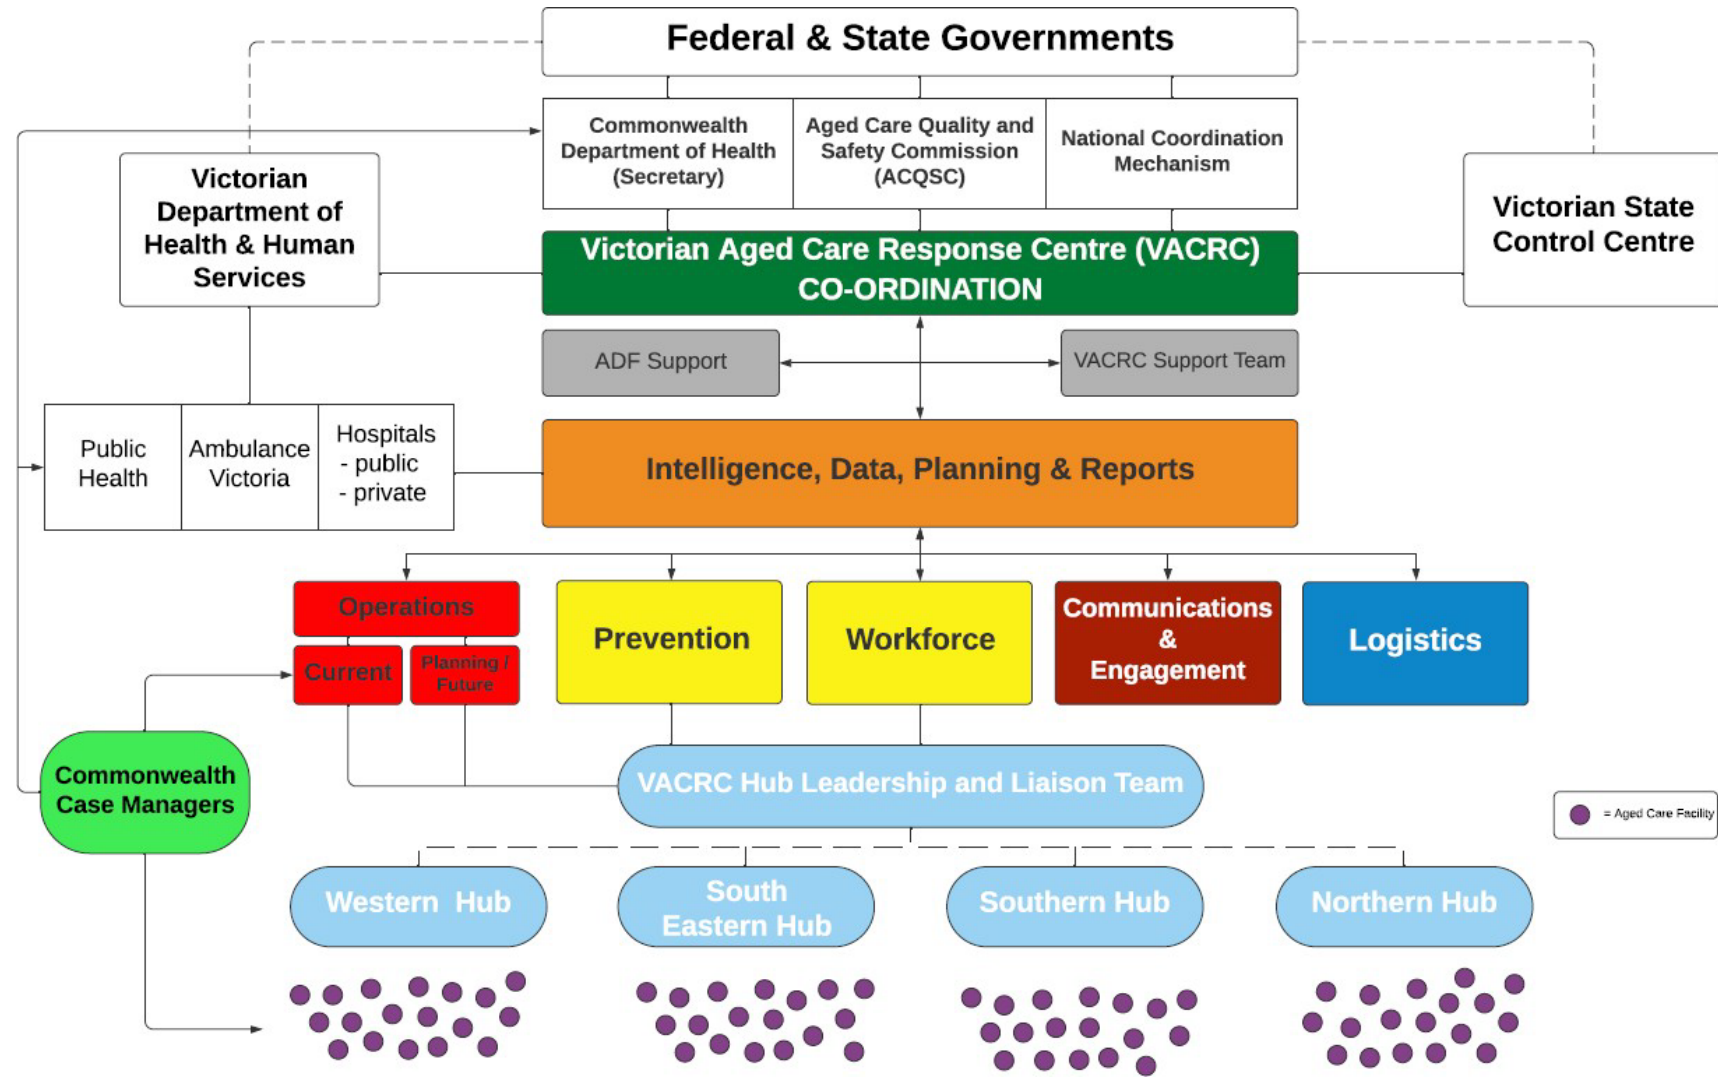 Federal & State Governments
Commonwealth
Department of Health
(Secretary)
Aged Care Quality and
Safety Commission
(ACQSC)
National Coordination
Mechanism
Victorian
Department of
Health & Human
Services
Victorian State
Control Centre
Victorian Aged Care Response Centre (VACRC)
CO-ORDINATION
ADF Support
VACRC Support Team
Public
Health
Ambulance
Victoria
Hospitals
- public
- private
Intelligence, Data, Planning & Reports
Operations
Current
Planning /
Future
Prevention
Workforce
Communications
&
Engagement
Logistics
Commonwealth
Case Managers
VACRC Hub Leadership and Liaison Team
= Aged Care Facility
Western Hub
South
Eastern Hub
Southern Hub
Northern Hub